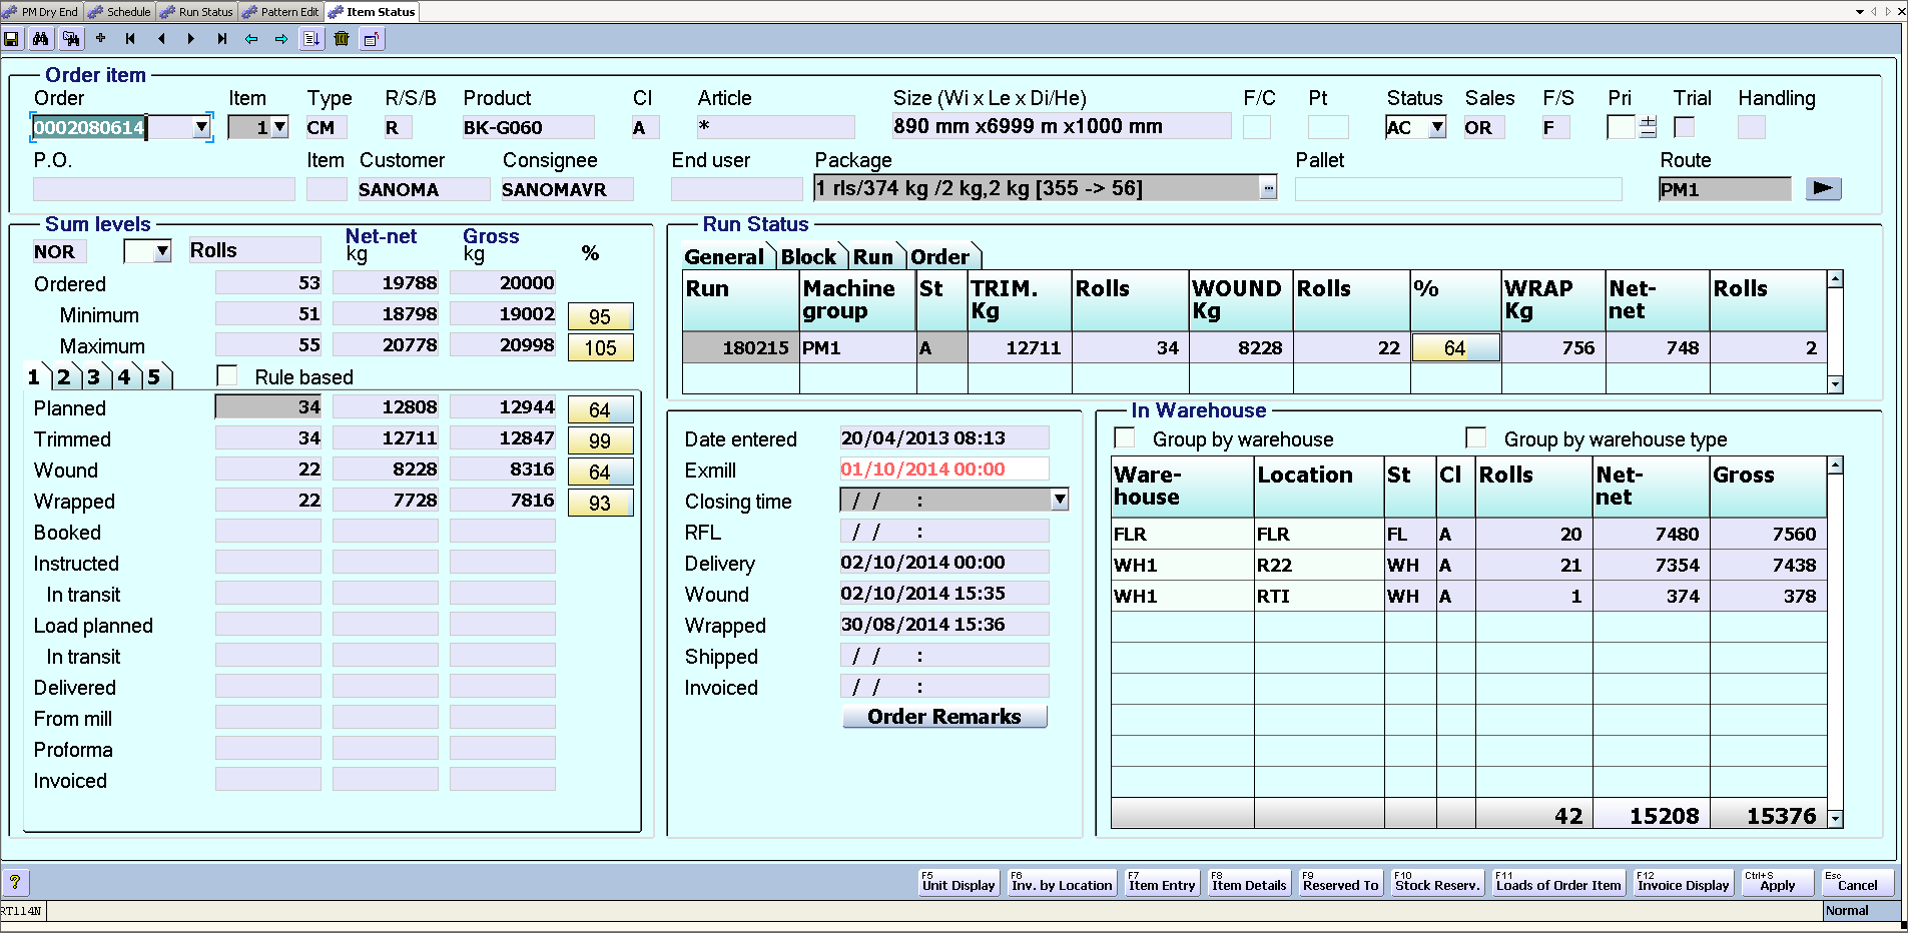 PM Dry End Schedule Run Status Pattern Edit Item Status
Order item
Order Item Type R/S/B Product Cl Article Size (Wi x Le x Di/He) F/C Pt Status Sales F/S Pri Trial Handling
0002080614 1 CM R BK-G060 A * 890 mm x6999 m x1000 mm AC OR F
P.O. Item Customer Consignee End user Package Pallet Route
SANOMA SANOMAVR 1 rls/374 kg /2 kg,2 kg [355 -> 56] ... PM1
Sum levels
NOR Rolls Net-net kg Gross kg %
Ordered 53 19788 20000
Minimum 51 18798 19002 95
Maximum 55 20778 20998 105
1 2 3 4 5 Rule based
Planned 34 12808 12944 64
Trimmed 34 12711 12847 99
Wound 22 8228 8316 64
Wrapped 22 7728 7816 93
Booked
Instructed
In transit
Load planned
In transit
Delivered
From mill
Proforma
Invoiced
Run Status
General Block Run Order
Run Machine group St TRIM. Kg Rolls WOUND Kg Rolls % WRAP Kg Net-net Rolls
180215 PM1 A 12711 34 8228 22 64 756 748 2
Date entered 20/04/2013 08:13
Exmill 01/10/2014 00:00
Closing time / / :
RFL / / :
Delivery 02/10/2014 00:00
Wound 02/10/2014 15:35
Wrapped 30/08/2014 15:36
Shipped / / :
Invoiced / / :
Order Remarks
In Warehouse
Group by warehouse Group by warehouse type
Ware-house Location St Cl Rolls Net-net Gross
FLR FLR FL A 20 7480 7560
WH1 R22 WH A 21 7354 7438
WH1 RTI WH A 1 374 378
42 15208 15376
? F5 Unit Display F6 Inv. by Location F7 Item Entry F8 Item Details F9 Reserved To F10 Stock Reserv. F11 Loads of Order Item F12 Invoice Display Ctrl+S Apply Esc Cancel
RT114N Normal